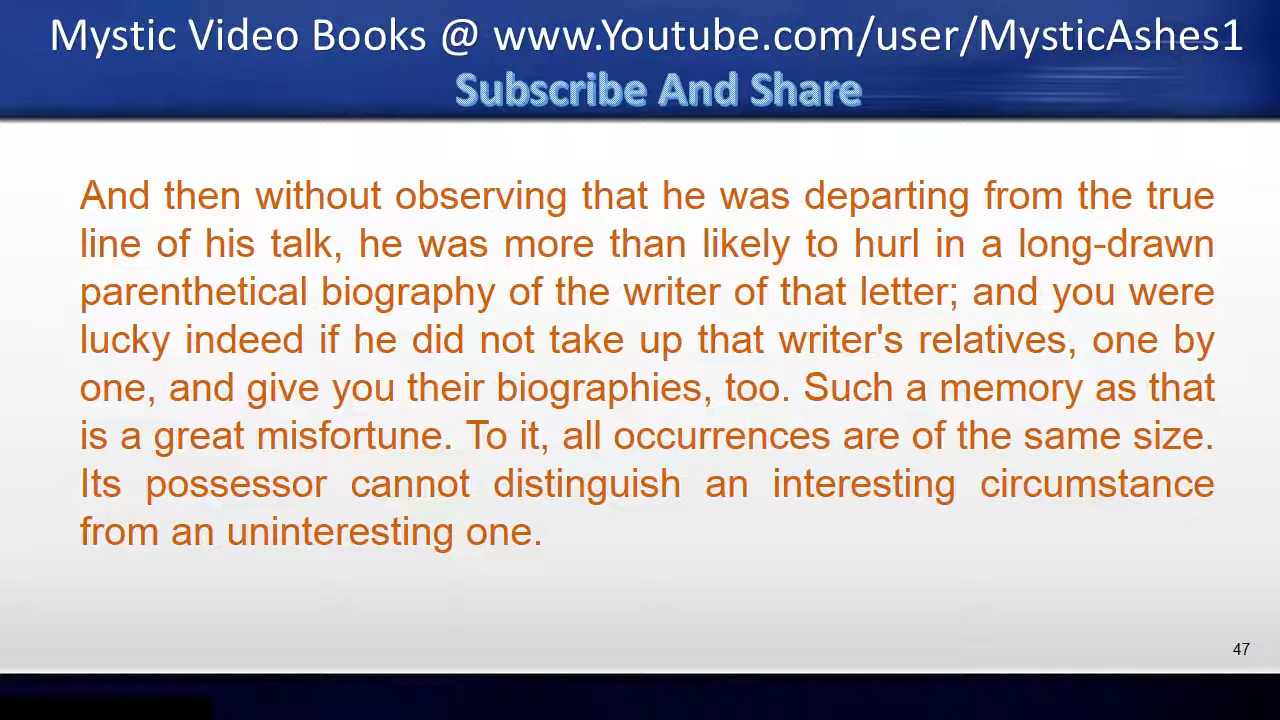 Mystic Video Books @ www.Youtube.com/user/MysticAshes1
Subscribe And Share
And then without observing that he was departing from the true
line of his talk, he was more than likely to hurl in a long-drawn
parenthetical biography of the writer of that letter; and you were
lucky indeed if he did not take up that writer's relatives, one by
one, and give you their biographies, too. Such a memory as that
is a great misfortune. To it, all occurrences are of the same size.
Its possessor cannot distinguish an interesting circumstance
from an uninteresting one.
47